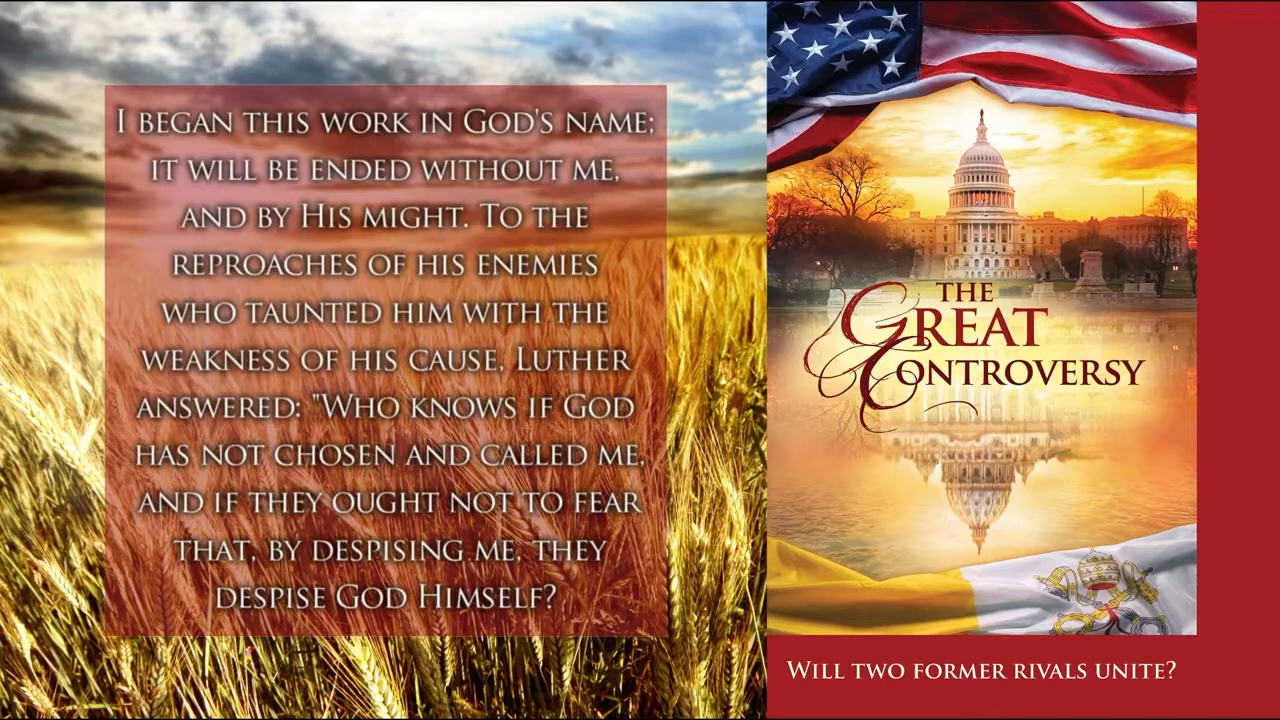 I BEGAN THIS WORK IN GOD'S NAME;
IT WILL BE ENDED WITHOUT ME,
AND BY HIS MIGHT. TO THE
REPROACHES OF HIS ENEMIES
WHO TAUNTED HIM WITH THE
WEAKNESS OF HIS CAUSE, LUTHER
ANSWERED: "WHO KNOWS IF GOD
HAS NOT CHOSEN AND CALLED ME,
AND IF THEY OUGHT NOT TO FEAR
THAT, BY DESPISING ME, THEY
DESPISE GOD HIMSELF?
THE
GREAT
CONTROVERSY
WILL TWO FORMER RIVALS UNITE?